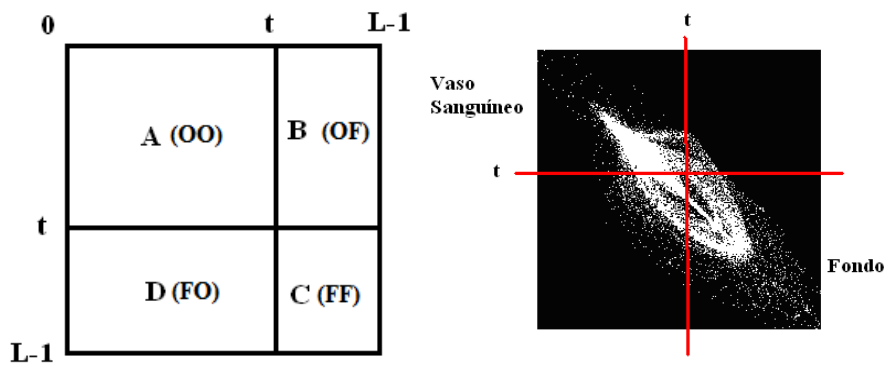 0 t L-1
A (OO)
B (OF)
t
D (FO)
C (FF)
L-1
t
Vaso
Sanguíneo
t
Fondo